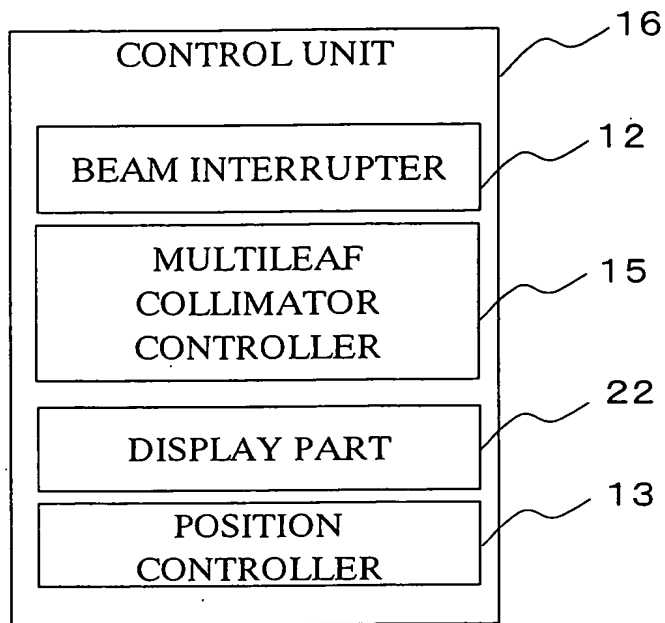 16
CONTROL UNIT
12
BEAM INTERRUPTER
MULTILEAF
COLLIMATOR
CONTROLLER
15
22
DISPLAY PART
13
POSITION
CONTROLLER